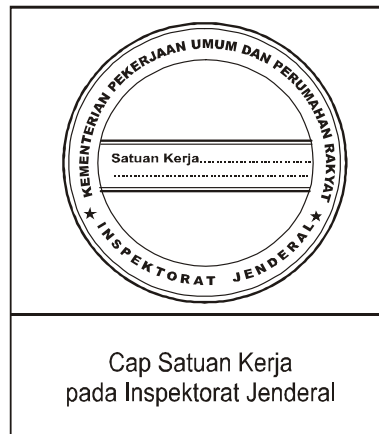 KEMENTERIAN PEKERJAAN UMUM DAN PERUMAHAN RAKYAT
Satuan Kerja................................
................................................
★ INSPEKTORAT JENDERAL ★
Cap Satuan Kerja
pada Inspektorat Jenderal